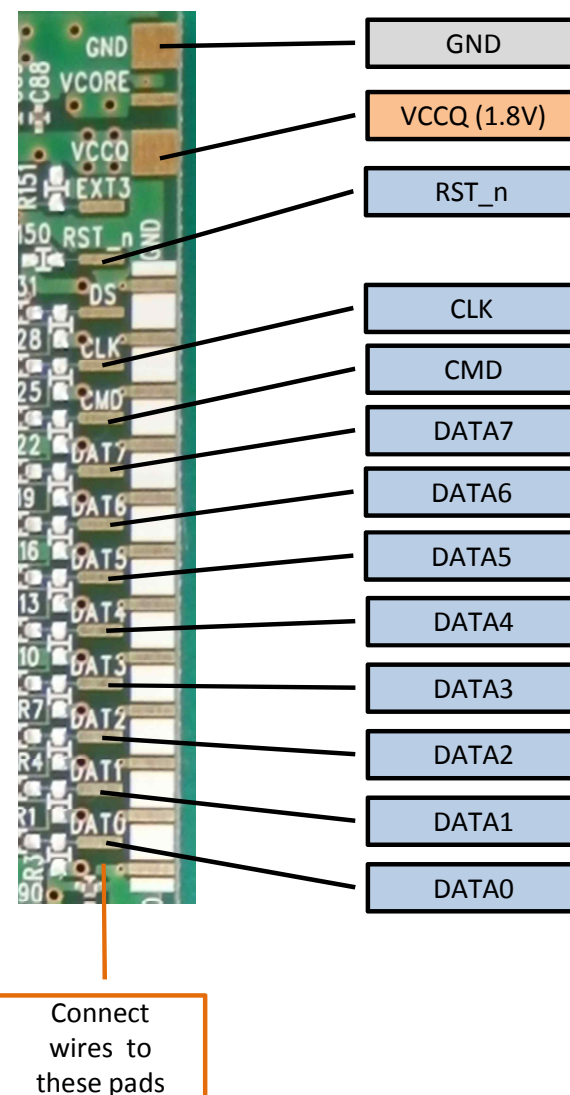 GND
GND
C88
VCORE
VCCQ (1.8V)
VCCQ
R151
EXT3
RST_n
150
RST_n
GND
31
DS
CLK
28
CLK
CMD
25
CMD
DATA7
22
DAT7
DATA6
19
DAT6
DATA5
16
DAT5
DATA4
13
DAT4
10
DAT3
DATA3
R7
DAT2
DATA2
R4
DAT1
DATA1
R1
DAT0
R3
DATA0
90
Connect
wires to
these pads